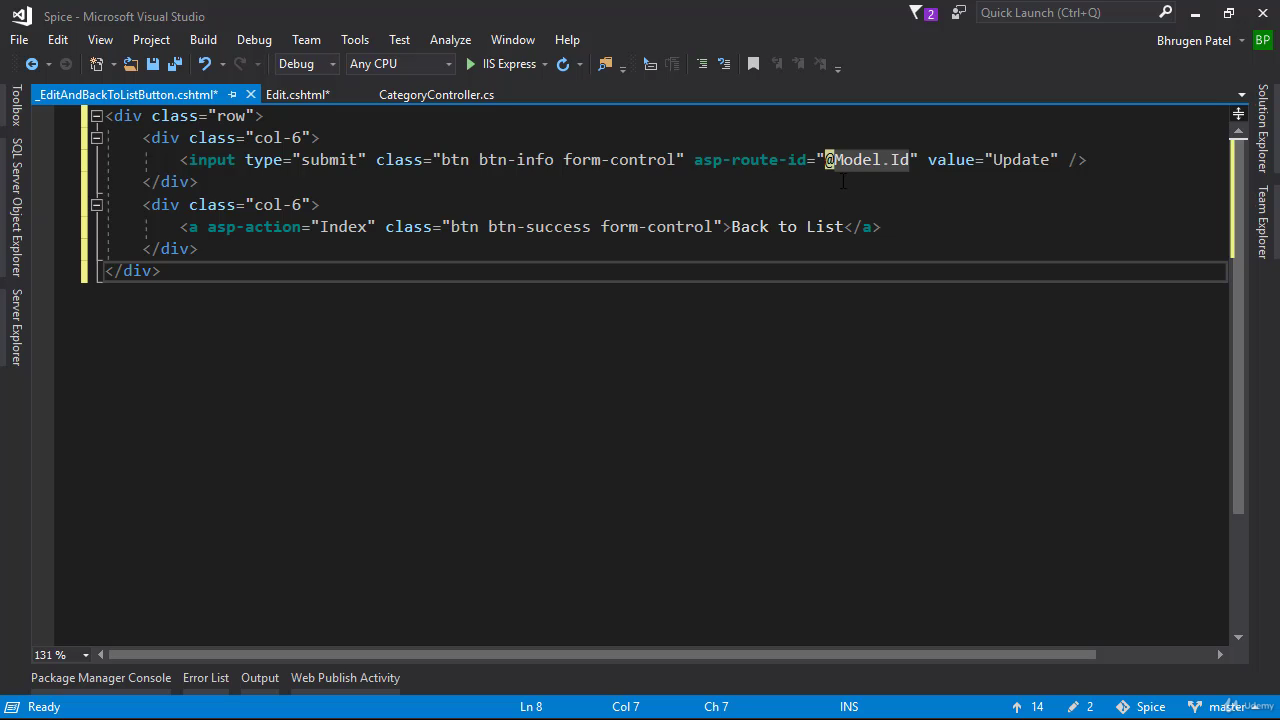 Spice - Microsoft Visual Studio
2
Quick Launch (Ctrl+Q)
File Edit View Project Build Debug Team Tools Test Analyze Window Help
Bhrugen Patel BP
Debug Any CPU IIS Express
_EditAndBackToListButton.cshtml* Edit.cshtml* CategoryController.cs
Toolbox
SQL Server Object Explorer
Server Explorer
<div class="row">
<div class="col-6">
<input type="submit" class="btn btn-info form-control" asp-route-id="@Model.Id" value="Update" />
</div>
<div class="col-6">
<a asp-action="Index" class="btn btn-success form-control">Back to List</a>
</div>
</div>
Solution Explorer
Team Explorer
131 %
Package Manager Console Error List Output Web Publish Activity
Ready Ln 8 Col 7 Ch 7 INS 14 2 Spice master
Udemy